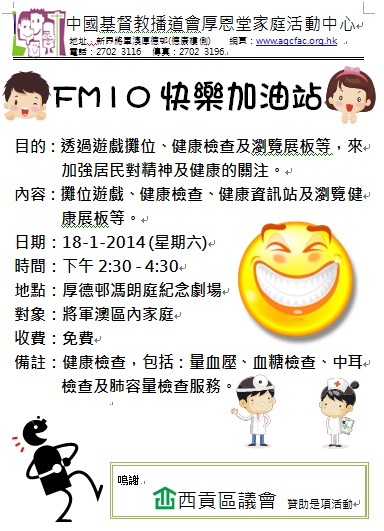 中國基督教播道會厚恩堂家庭活動中心
地址：新界將軍澳厚德邨(德康樓側) 網頁：www.agcfac.org.hk
電話：2702 3116 傳真：2702 3196
FM10 快樂加油站
目的：透過遊戲攤位、健康檢查及瀏覽展板等，來
加強居民對精神及健康的關注。
內容：攤位遊戲、健康檢查、健康資訊站及瀏覽健
康展板等。
日期：18-1-2014 (星期六)
時間：下午 2:30 - 4:30
地點：厚德邨馮朗庭紀念劇場
對象：將軍澳區內家庭
收費：免費
備註：健康檢查，包括：量血壓、血糖檢查、中耳
檢查及肺容量檢查服務。
鳴謝
西貢區議會 贊助是項活動